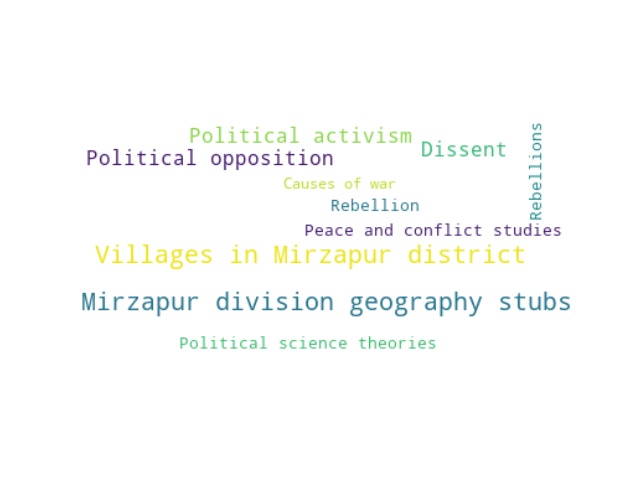 Political activism
Dissent
Rebellions
Political opposition
Causes of war
Rebellion
Peace and conflict studies
Villages in Mirzapur district
Mirzapur division geography stubs
Political science theories